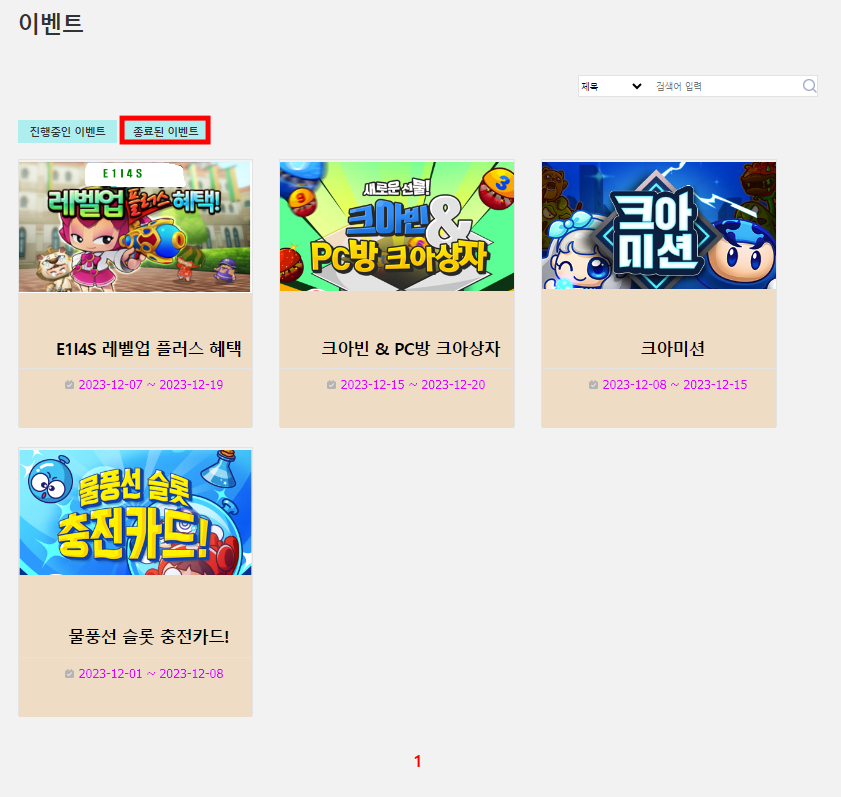 이벤트
제목 검색어 입력
진행중인 이벤트 종료된 이벤트
E1I4S
레벨업 플러스 혜택!
새로운 선물!
크아빈 &
PC방 크아상자
9
3
크아
미션
E1I4S 레벨업 플러스 혜택
2023-12-07 ~ 2023-12-19
크아빈 & PC방 크아상자
2023-12-15 ~ 2023-12-20
크아미션
2023-12-08 ~ 2023-12-15
물풍선 슬롯
충전카드!
물풍선 슬롯 충전카드!
2023-12-01 ~ 2023-12-08
1